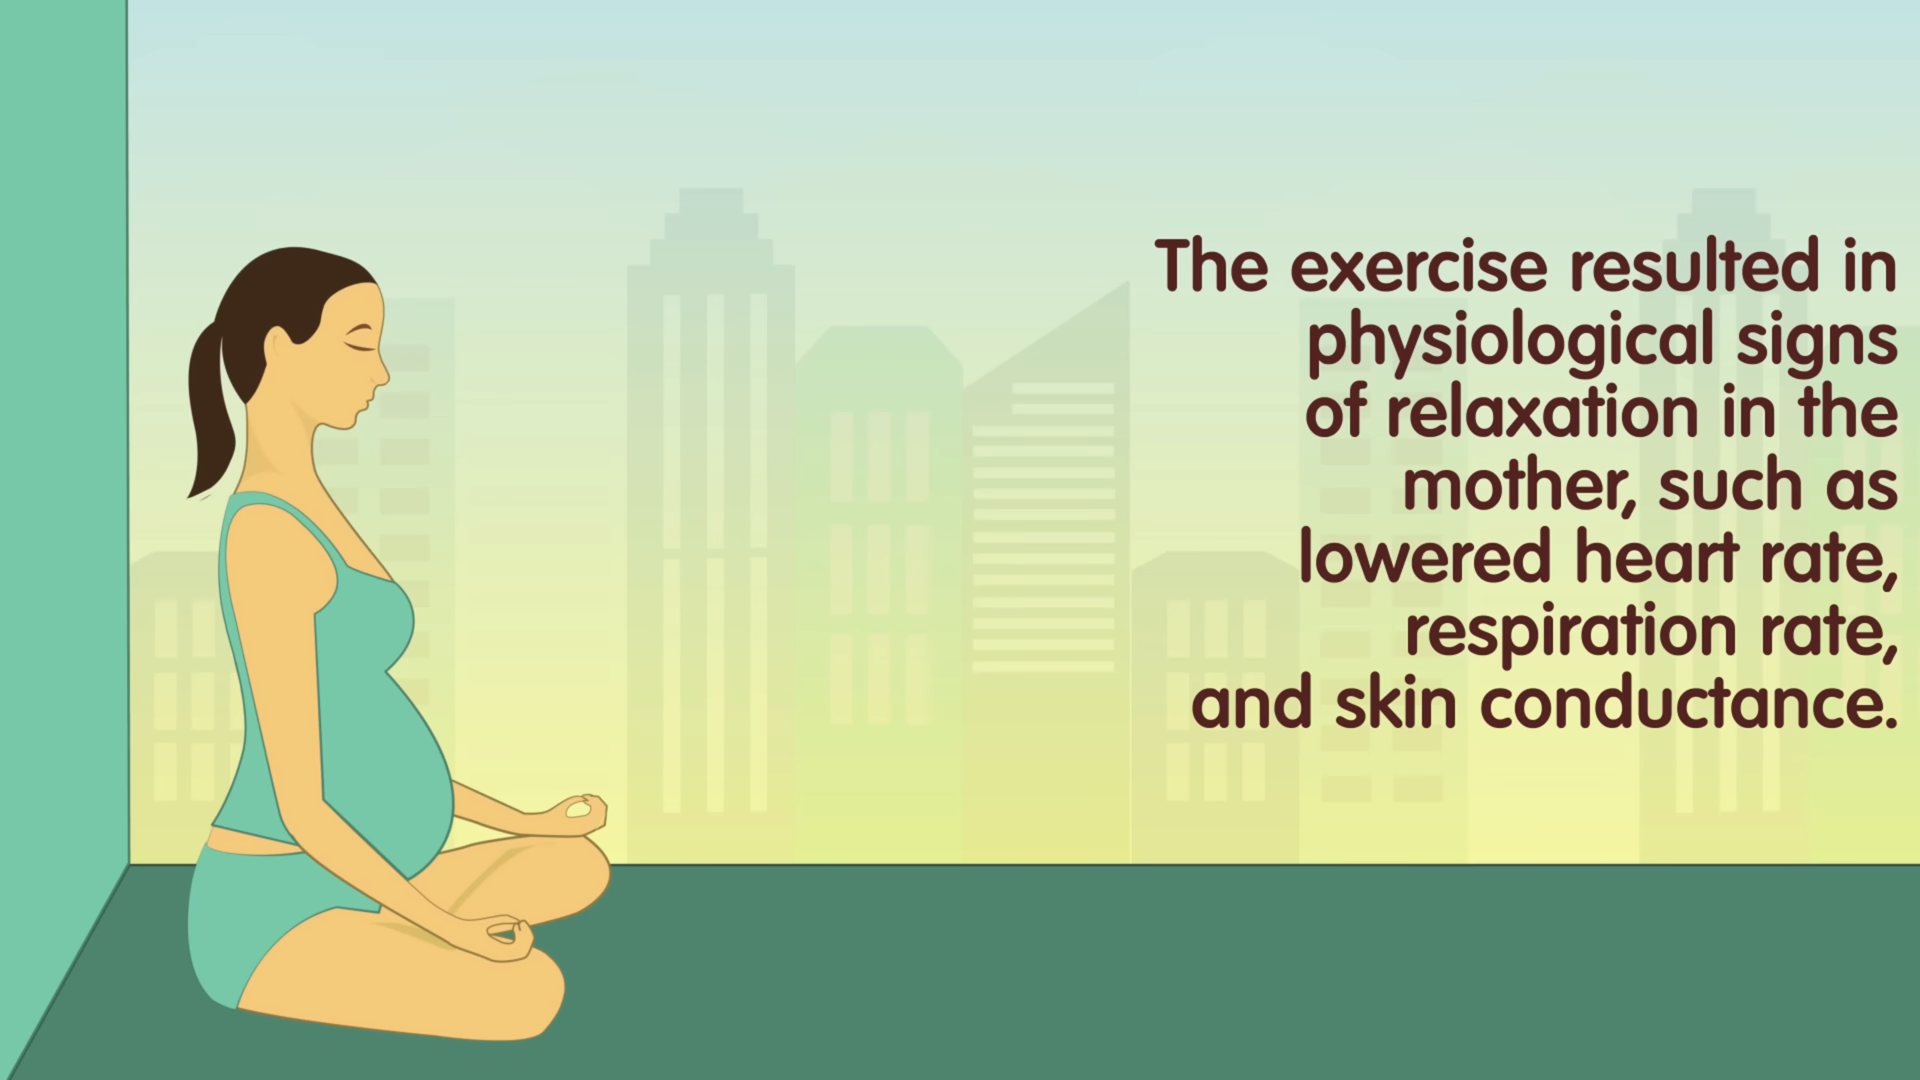 The exercise resulted in
physiological signs
of relaxation in the
mother, such as
lowered heart rate,
respiration rate,
and skin conductance.